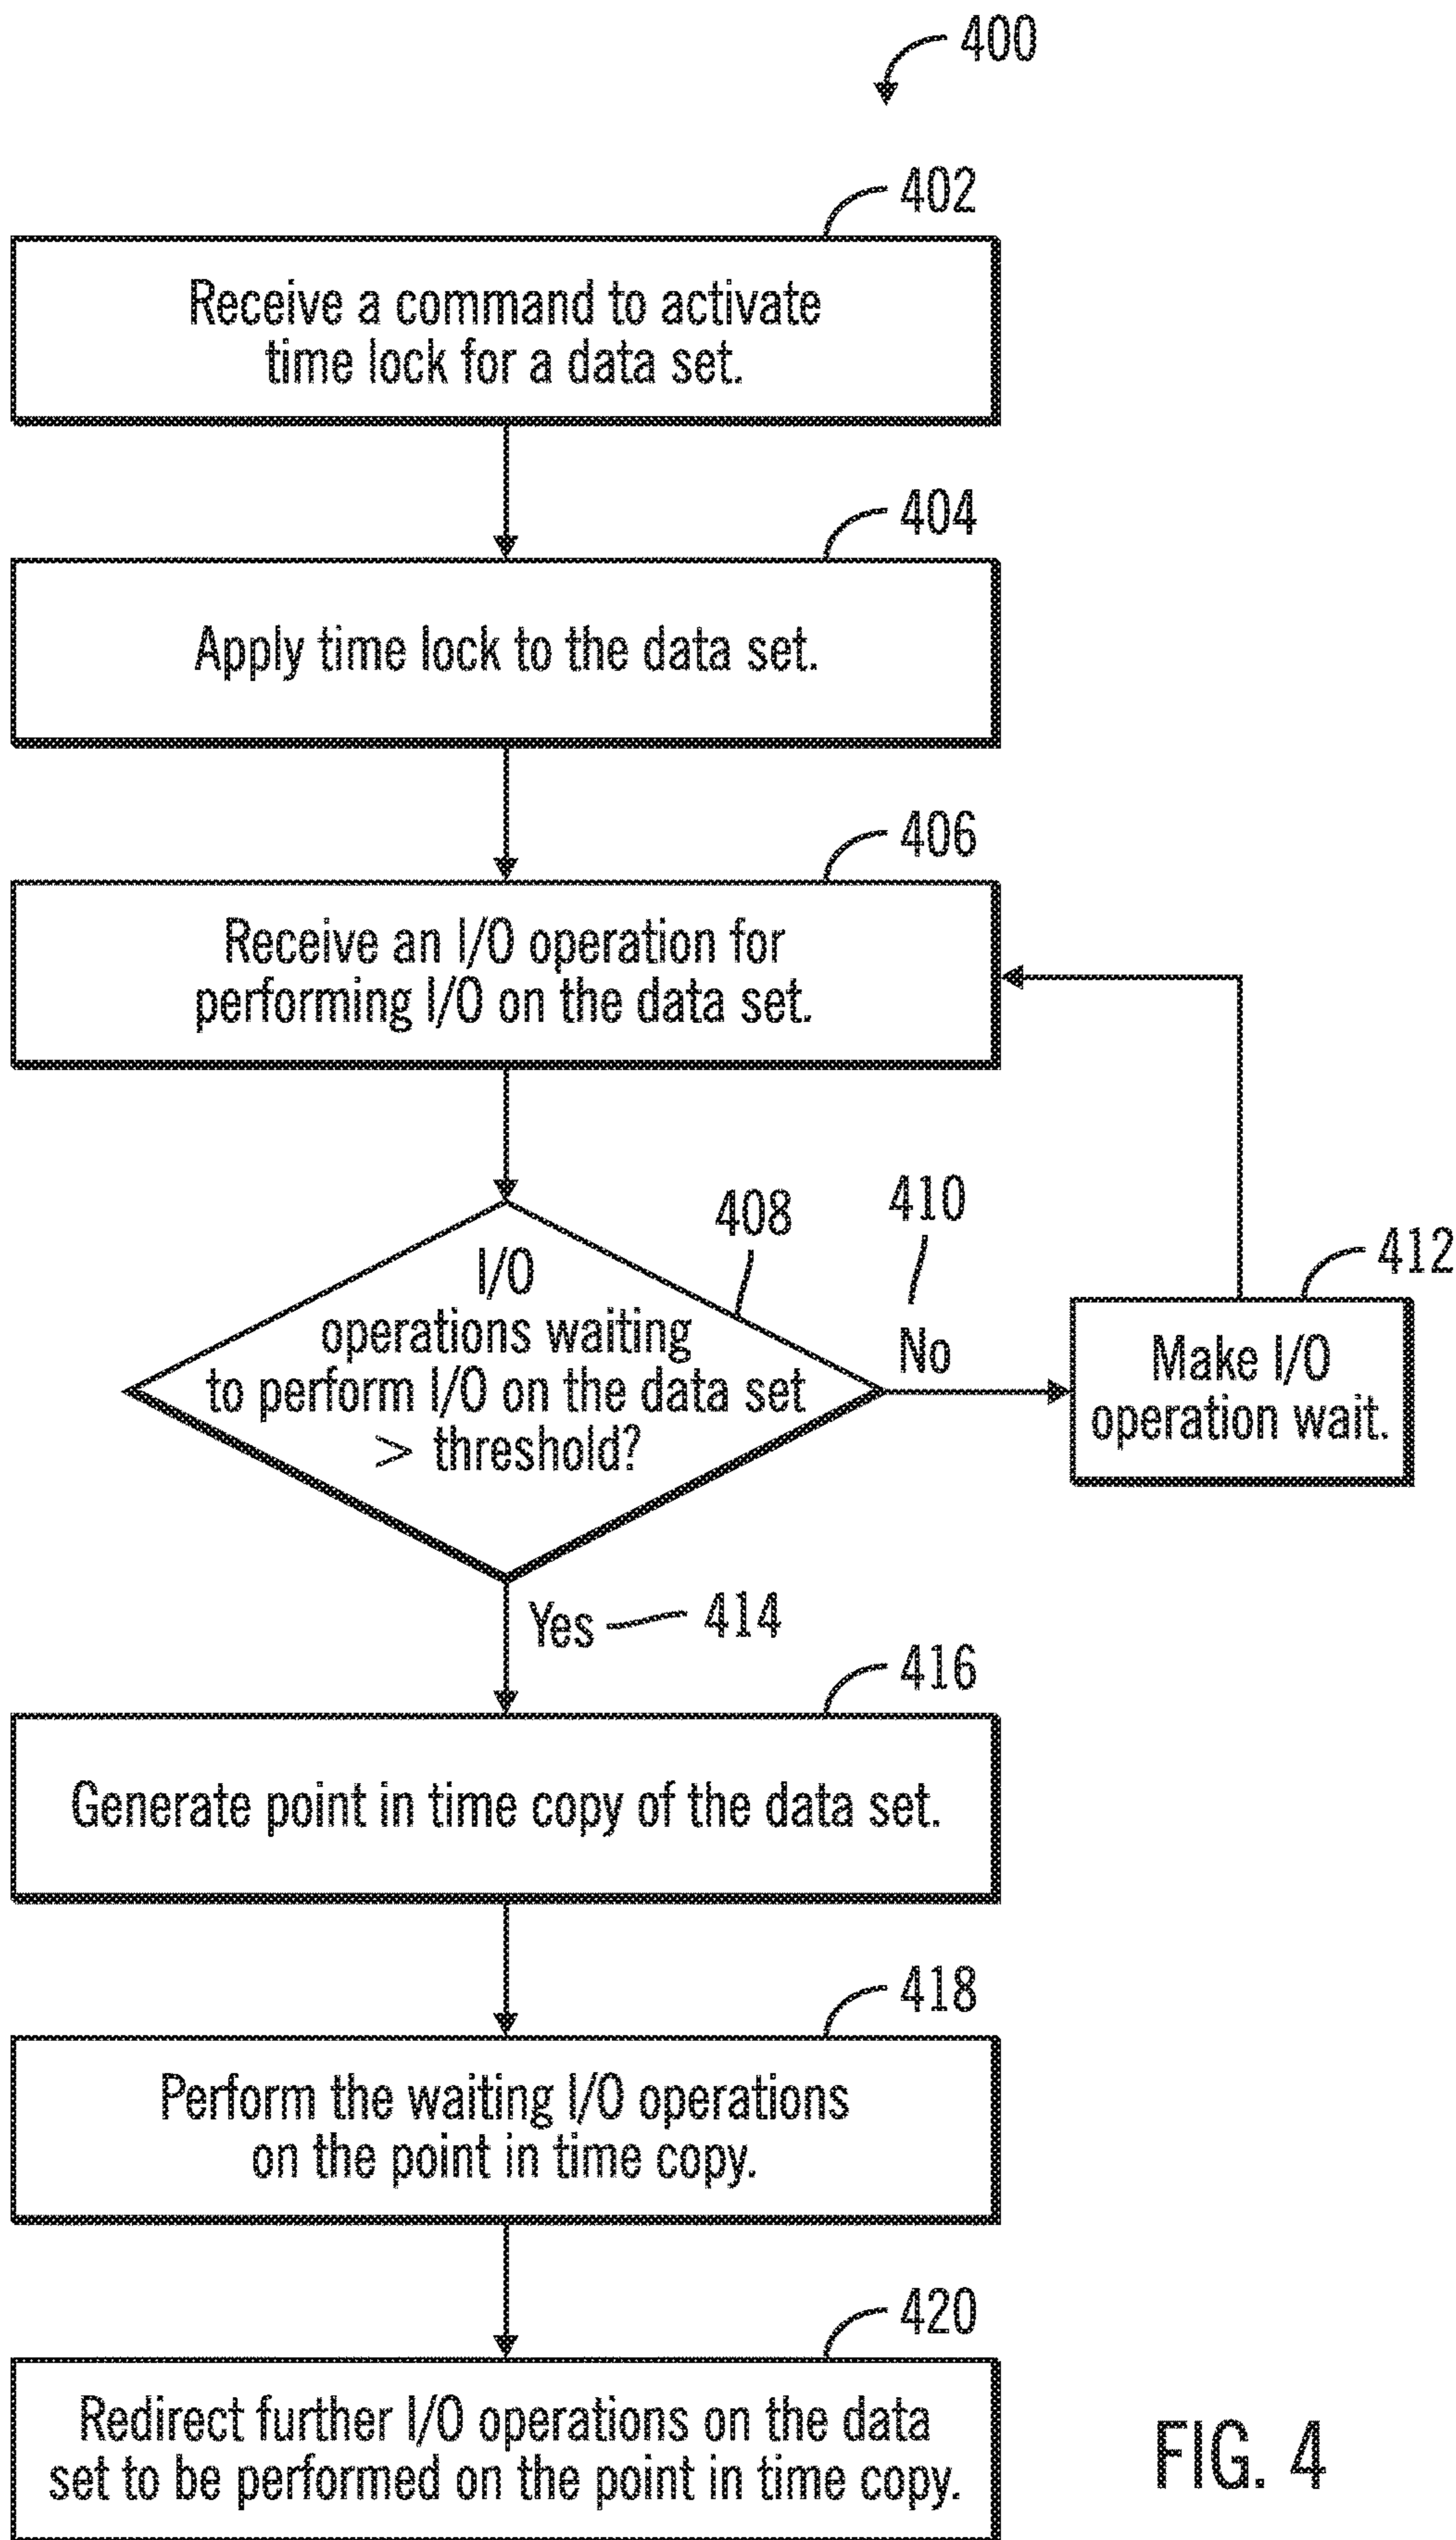 400
402
Receive a command to activate
time lock for a data set.
404
Apply time lock to the data set.
406
Receive an I/O operation for
performing I/O on the data set.
408
I/O
operations waiting
to perform I/O on the data set
> threshold?
410
No
412
Make I/O
operation wait.
Yes
414
416
Generate point in time copy of the data set.
418
Perform the waiting I/O operations
on the point in time copy.
420
Redirect further I/O operations on the data
set to be performed on the point in time copy.
FIG. 4